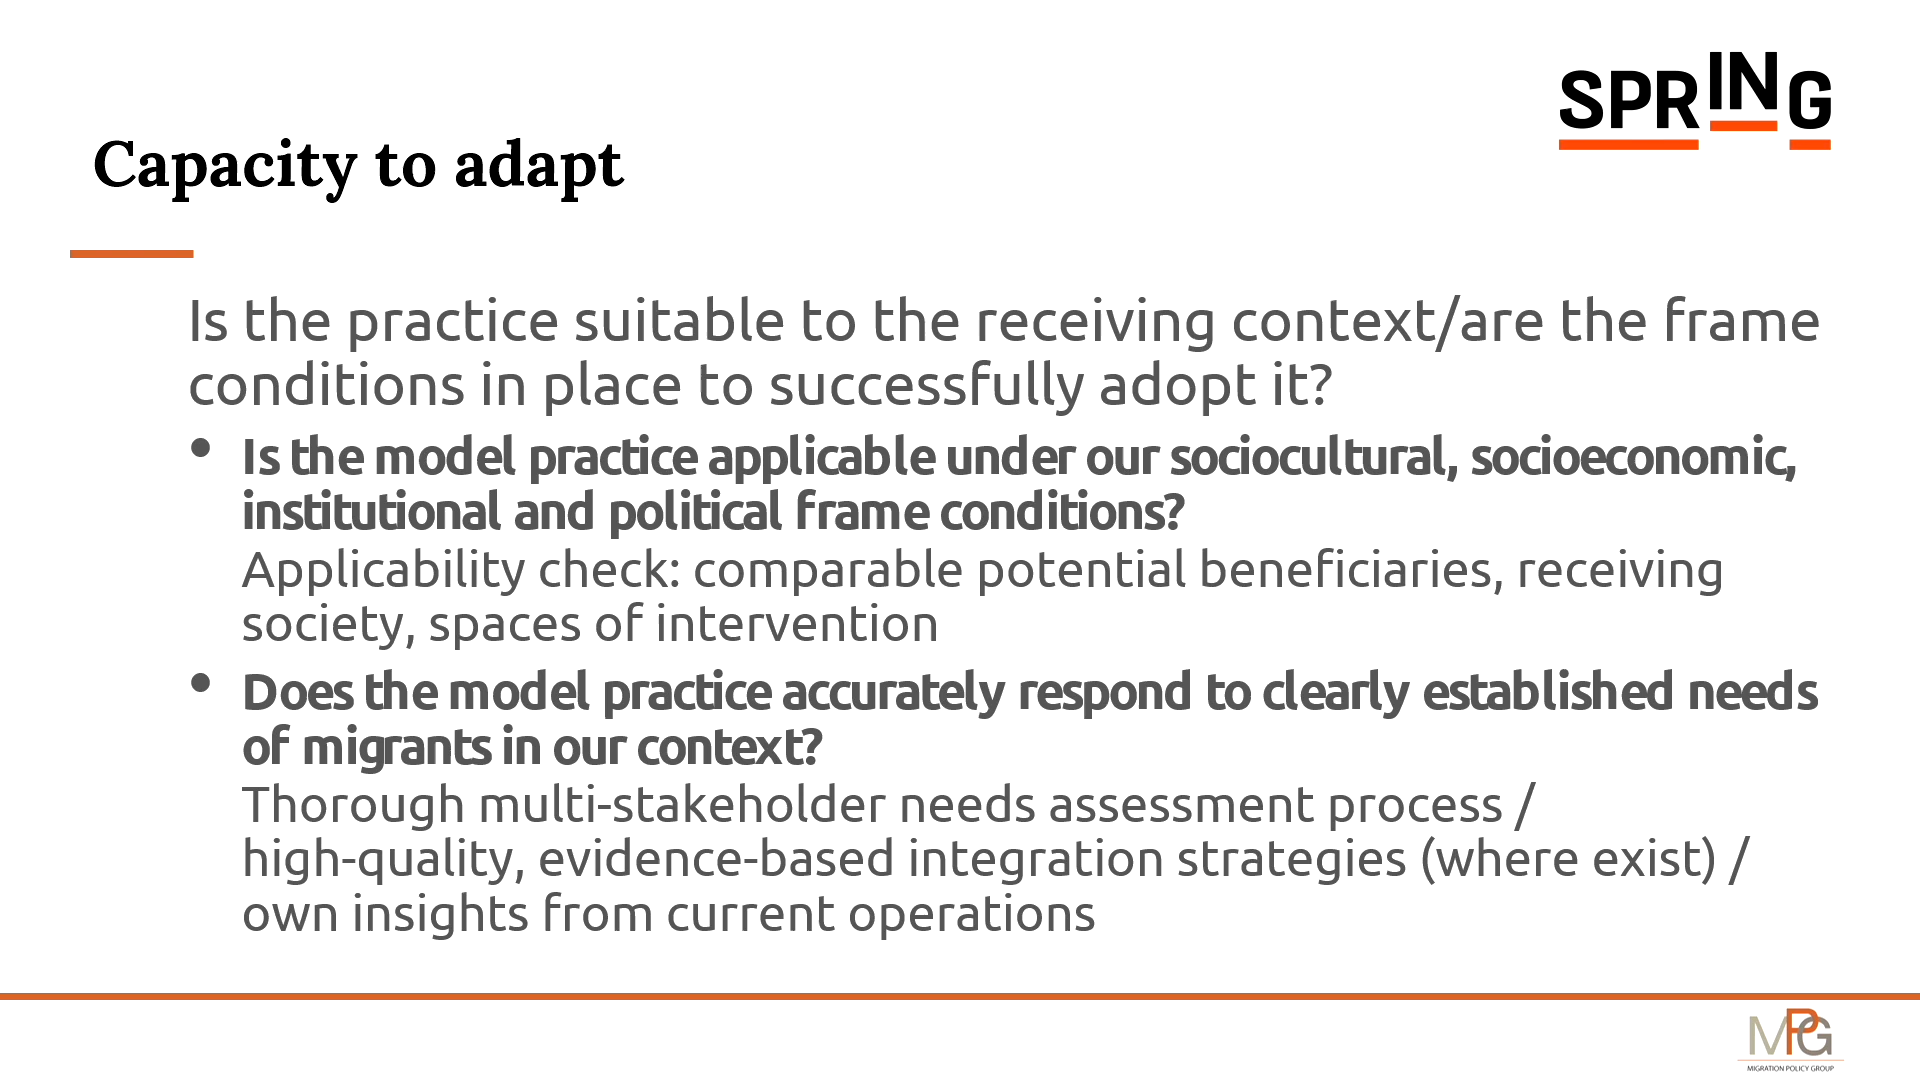 SPRING
Capacity to adapt
Is the practice suitable to the receiving context/are the frame
conditions in place to successfully adopt it?
• Is the model practice applicable under our sociocultural, socioeconomic,
institutional and political frame conditions?
Applicability check: comparable potential beneficiaries, receiving
society, spaces of intervention
• Does the model practice accurately respond to clearly established needs
of migrants in our context?
Thorough multi-stakeholder needs assessment process /
high-quality, evidence-based integration strategies (where exist) /
own insights from current operations
MPG
MIGRATION POLICY GROUP